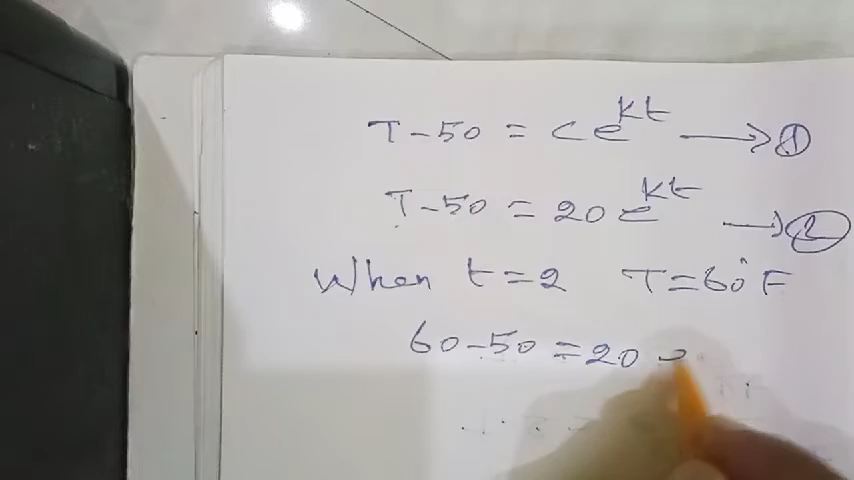 T-50 = ce^kt → ①
T-50 = 20e^kt → ②
When t=2 T=60°F
60-50 = 20 e